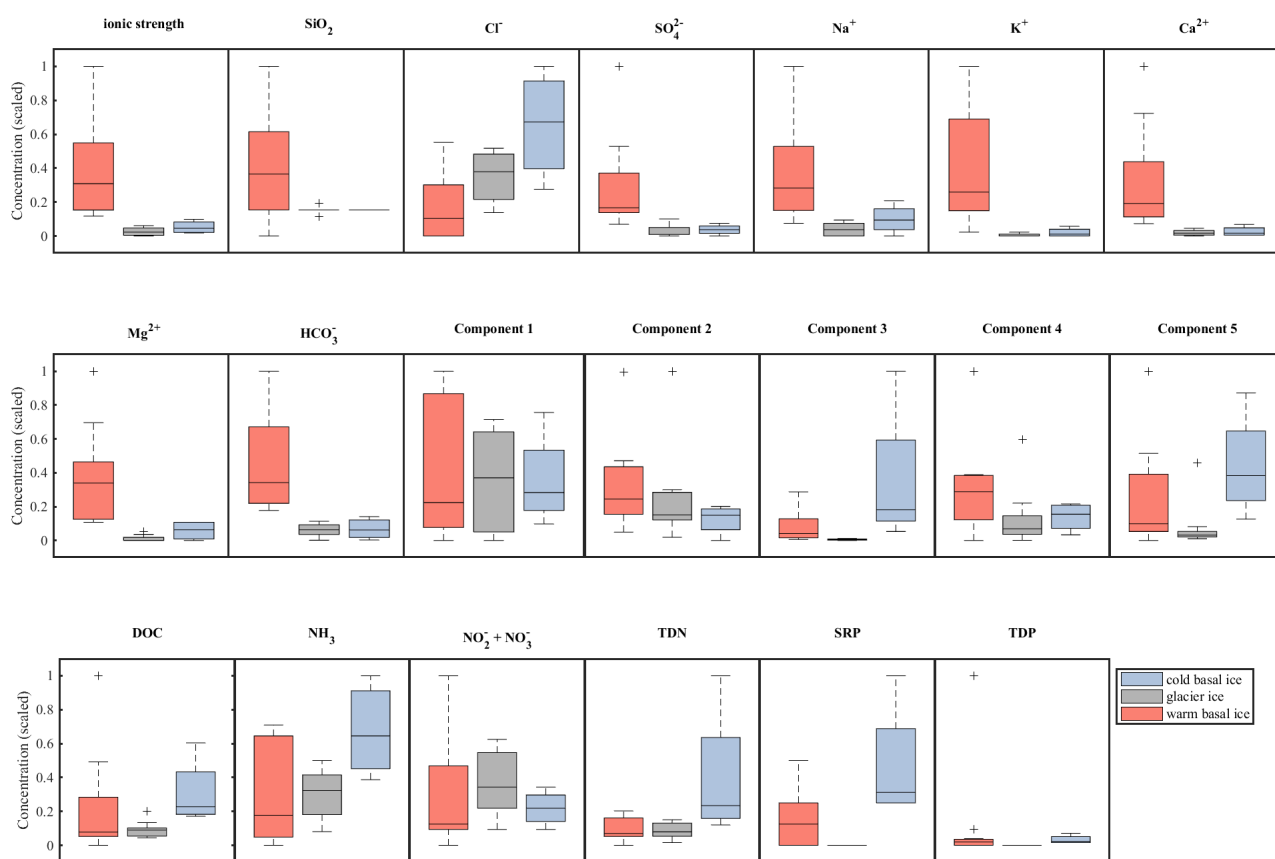 ionic strength
SiO2
Cl-
SO4 2-
Na+
K+
Ca2+
Concentration (scaled)
1
0.8
0.6
0.4
0.2
0
Mg2+
HCO3-
Component 1
Component 2
Component 3
Component 4
Component 5
Concentration (scaled)
1
0.8
0.6
0.4
0.2
0
DOC
NH3
NO2- + NO3-
TDN
SRP
TDP
Concentration (scaled)
1
0.8
0.6
0.4
0.2
0
cold basal ice
glacier ice
warm basal ice